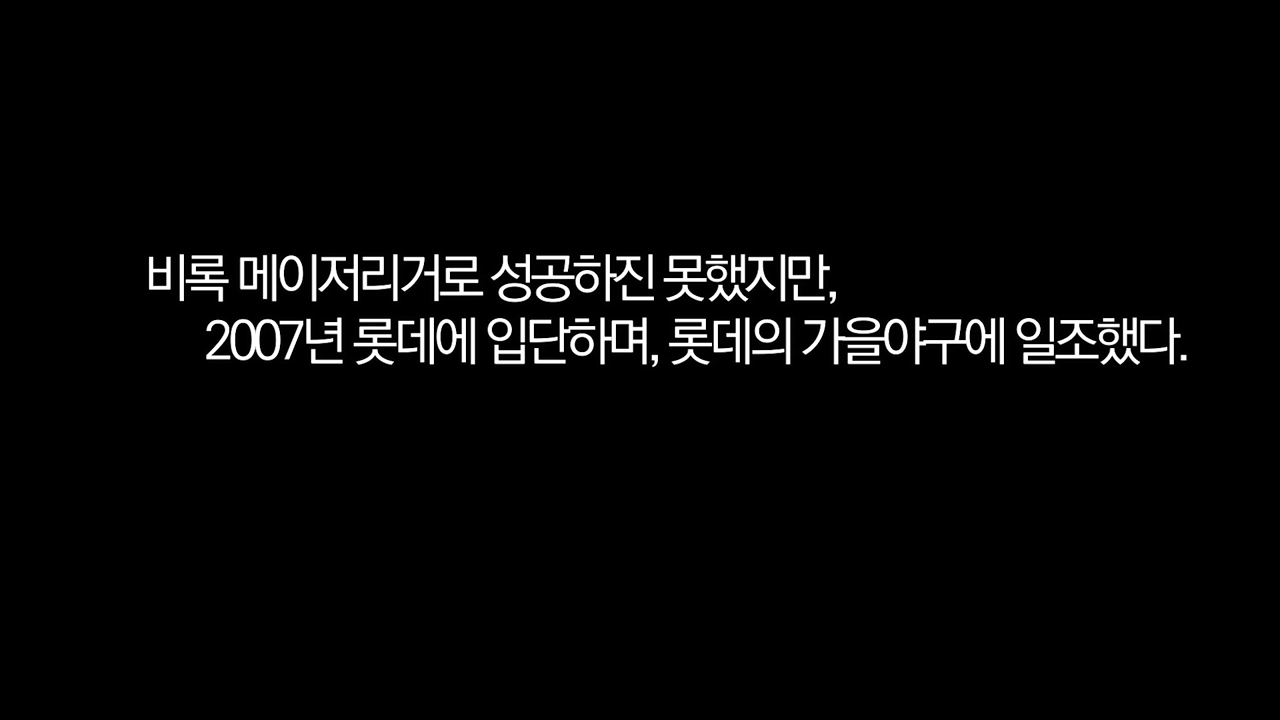 비록 메이저리거로 성공하진 못했지만,
2007년 롯데에 입단하며, 롯데의 가을야구에 일조했다.